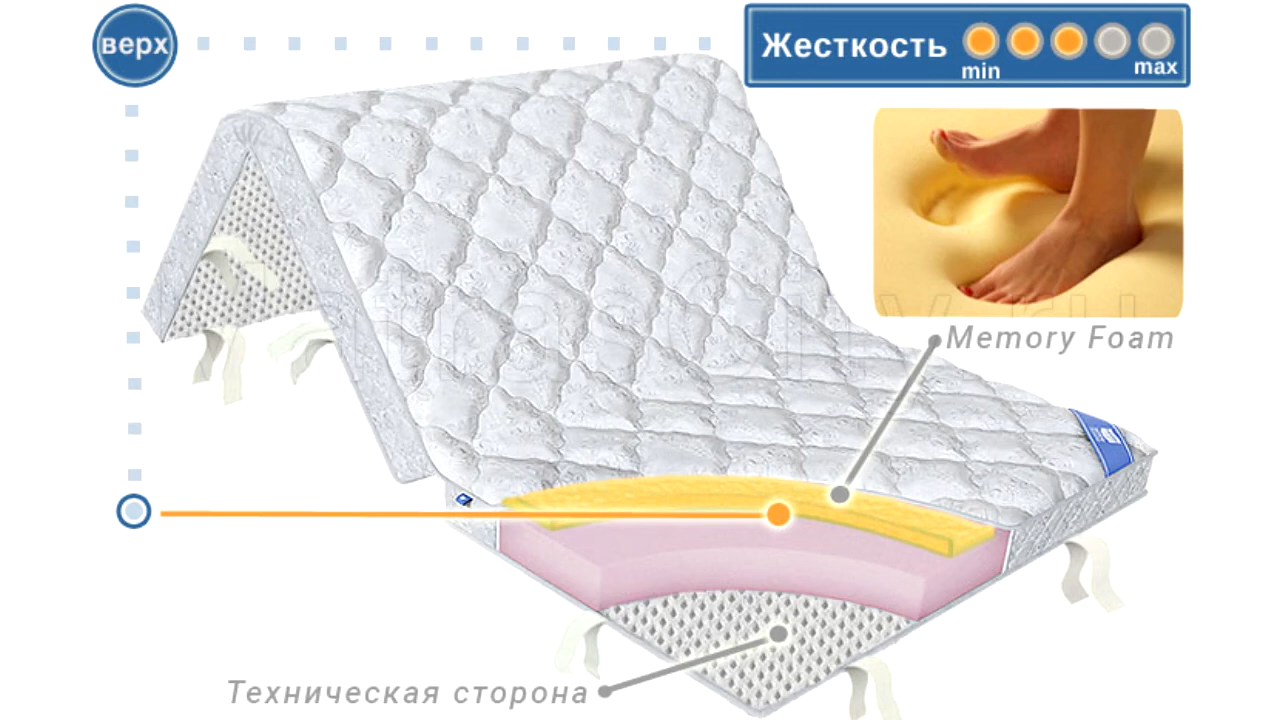 верх
Жесткость
min
max
Memory Foam
Техническая сторона